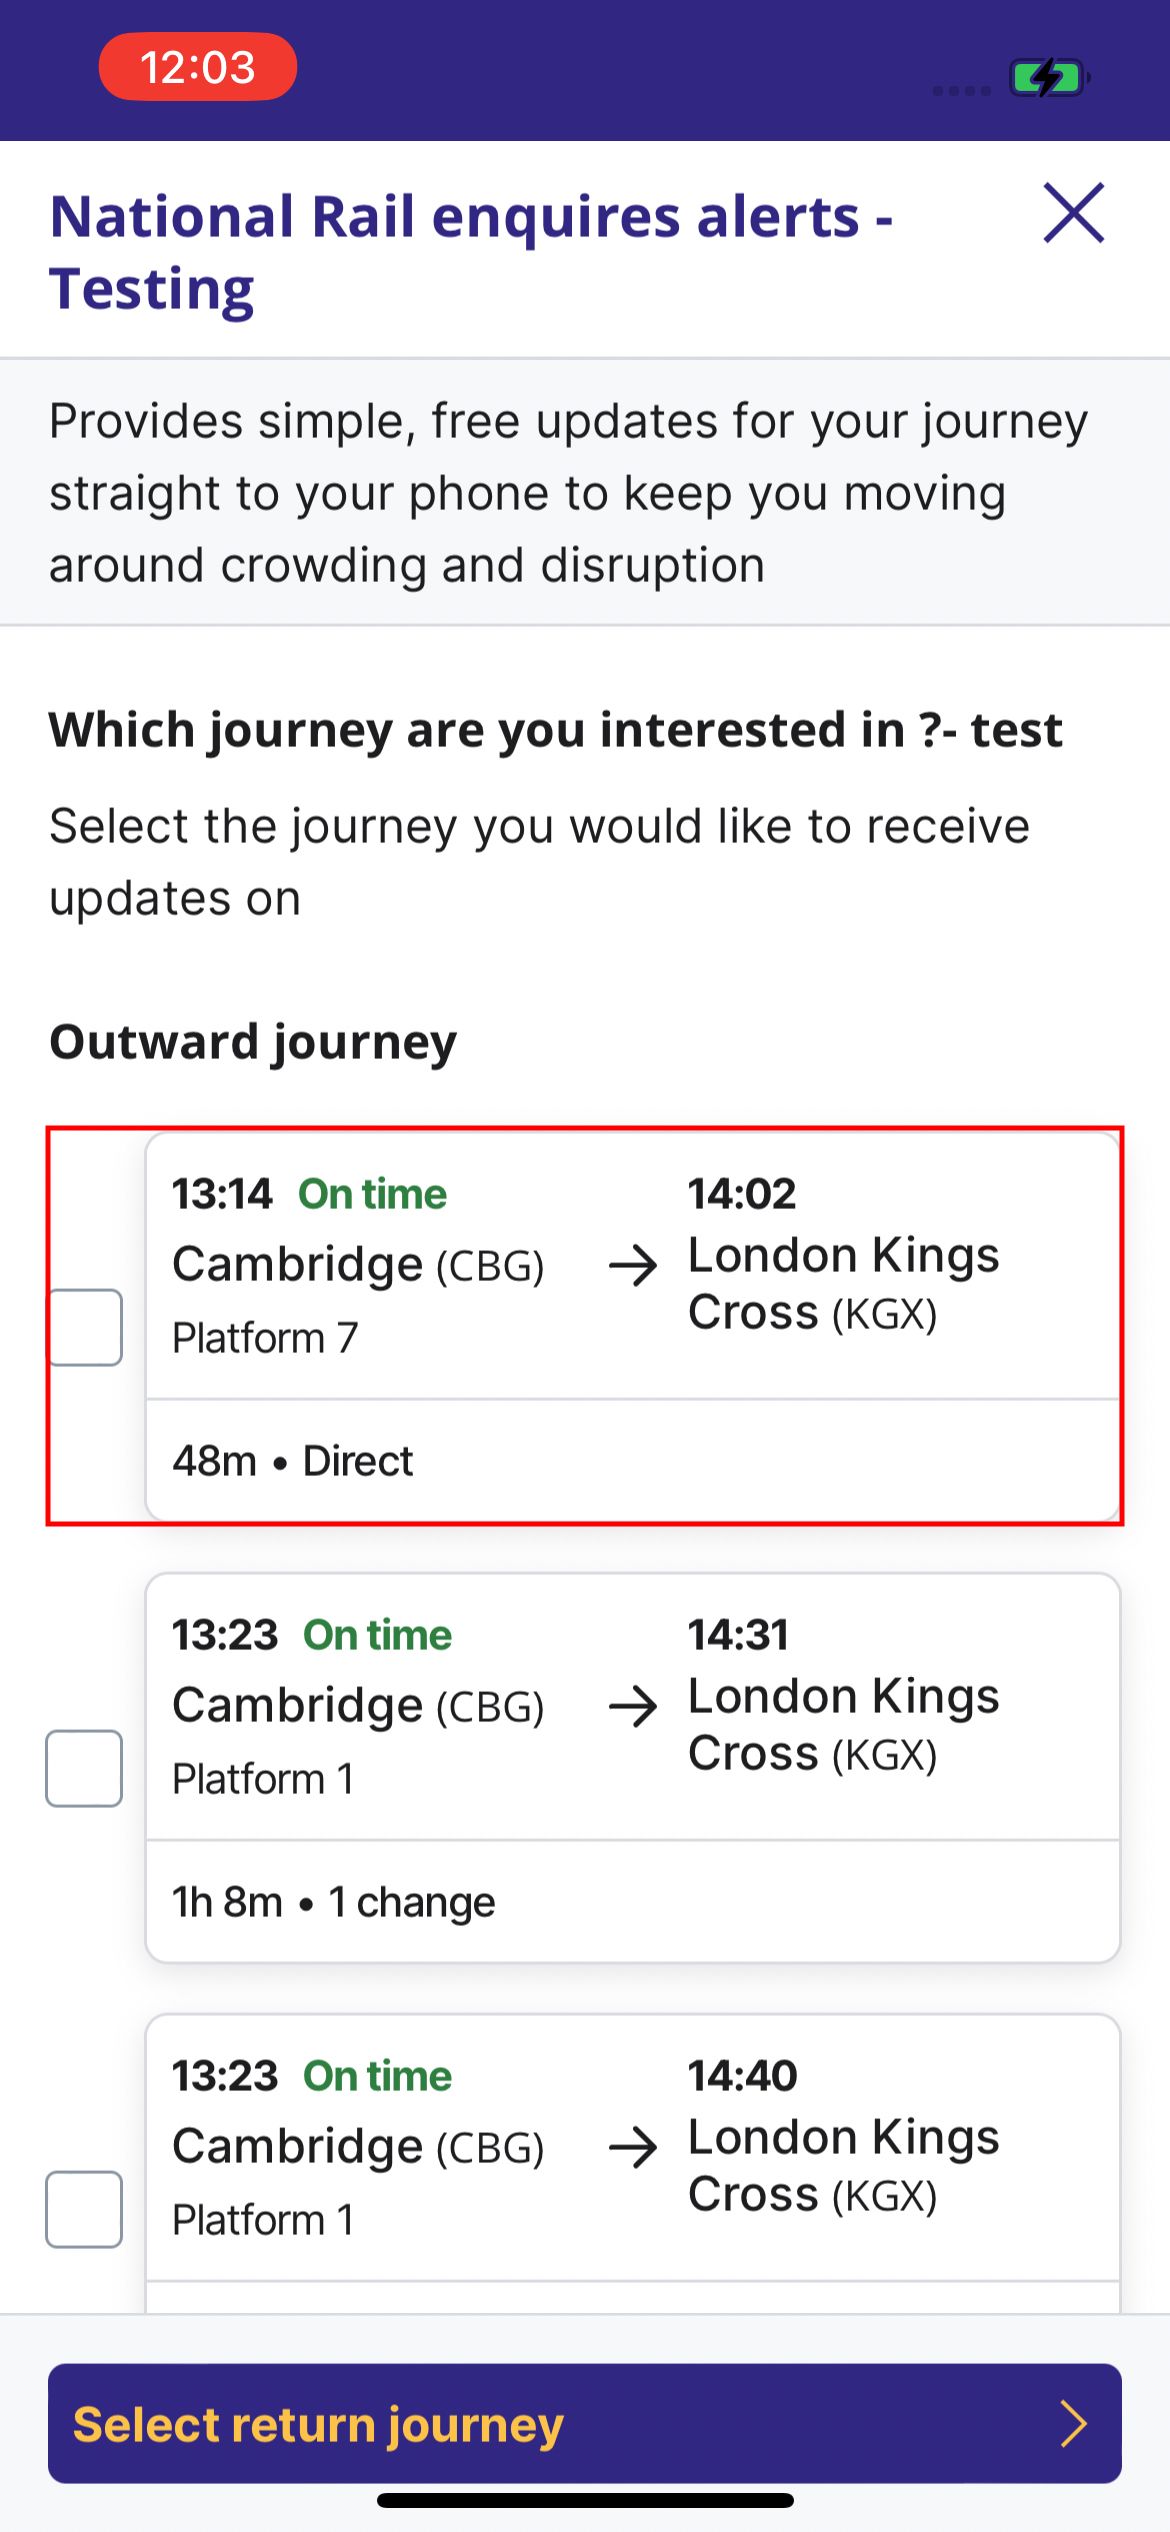 12:03
National Rail enquires alerts -
Testing
Provides simple, free updates for your journey
straight to your phone to keep you moving
around crowding and disruption
Which journey are you interested in ?- test
Select the journey you would like to receive
updates on
Outward journey
13:14 On time
Cambridge (CBG)
Platform 7
14:02
London Kings
Cross (KGX)
48m • Direct
13:23 On time
Cambridge (CBG)
Platform 1
14:31
London Kings
Cross (KGX)
1h 8m • 1 change
13:23 On time
Cambridge (CBG)
Platform 1
14:40
London Kings
Cross (KGX)
Select return journey